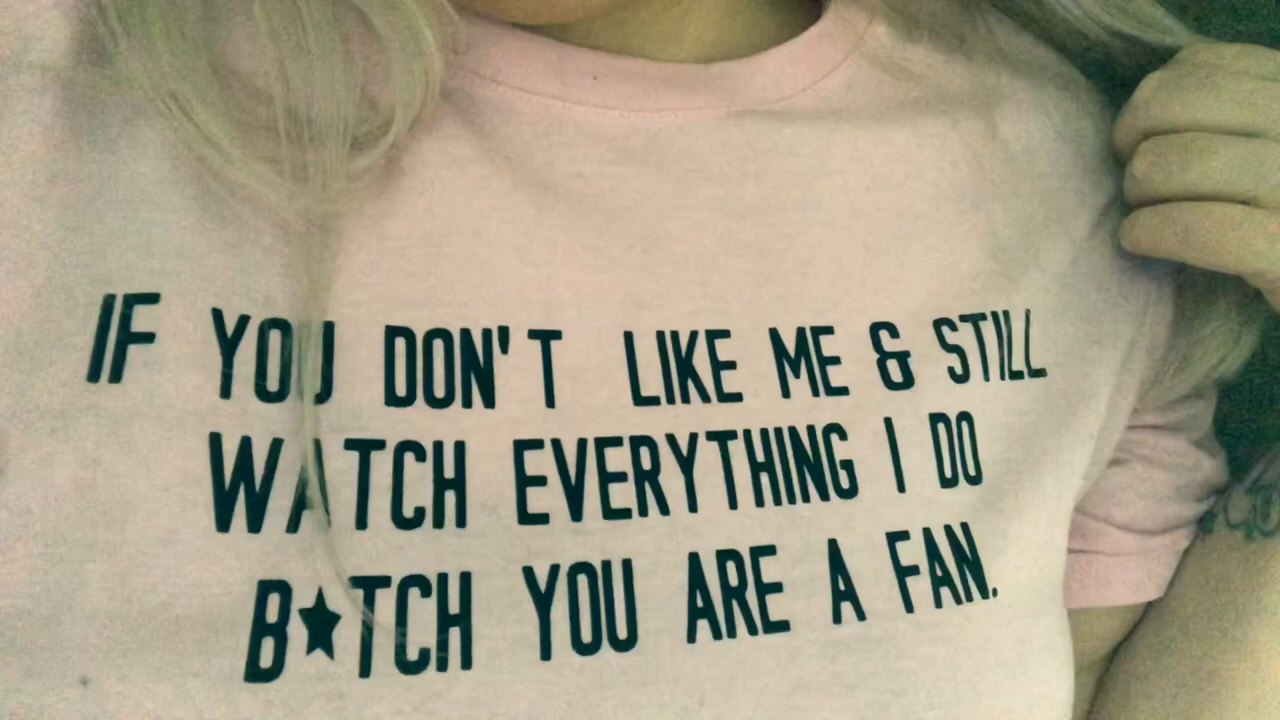 IF YOU DON'T LIKE ME & STILL
WATCH EVERYTHING I DO
B★TCH YOU ARE A FAN.